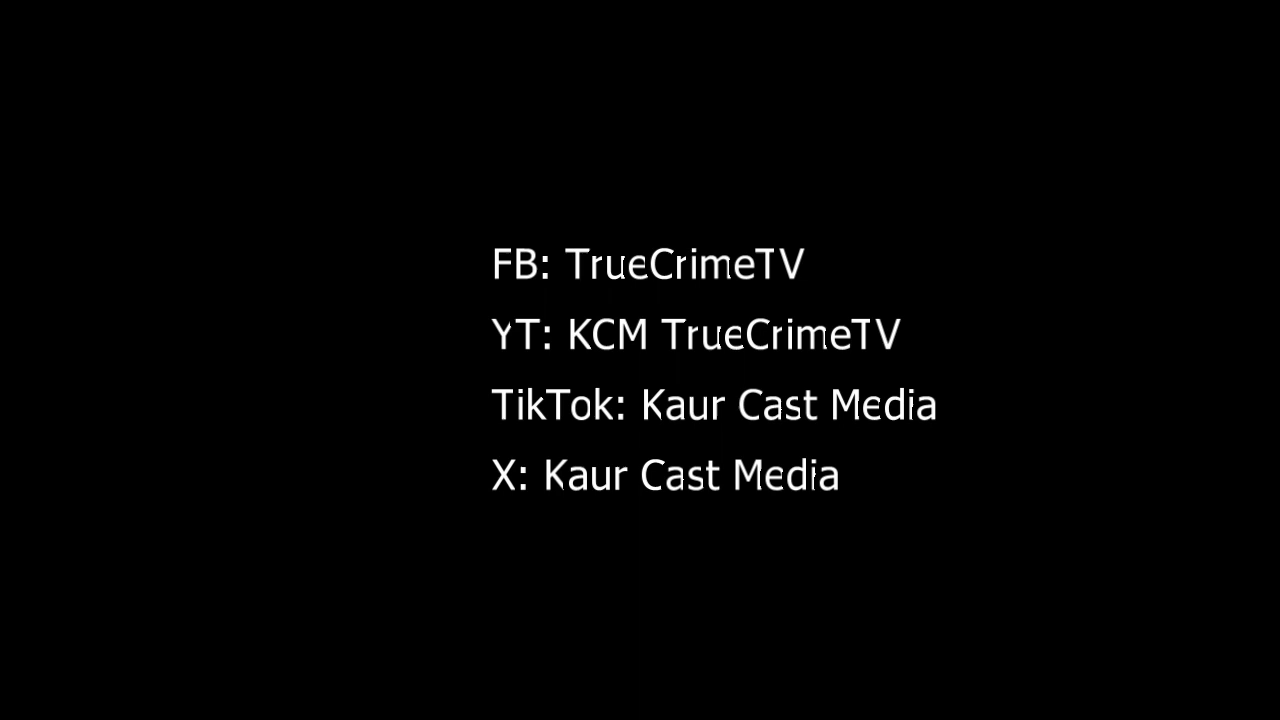 FB: TrueCrimeTV
YT: KCM TrueCrimeTV
TikTok: Kaur Cast Media
X: Kaur Cast Media